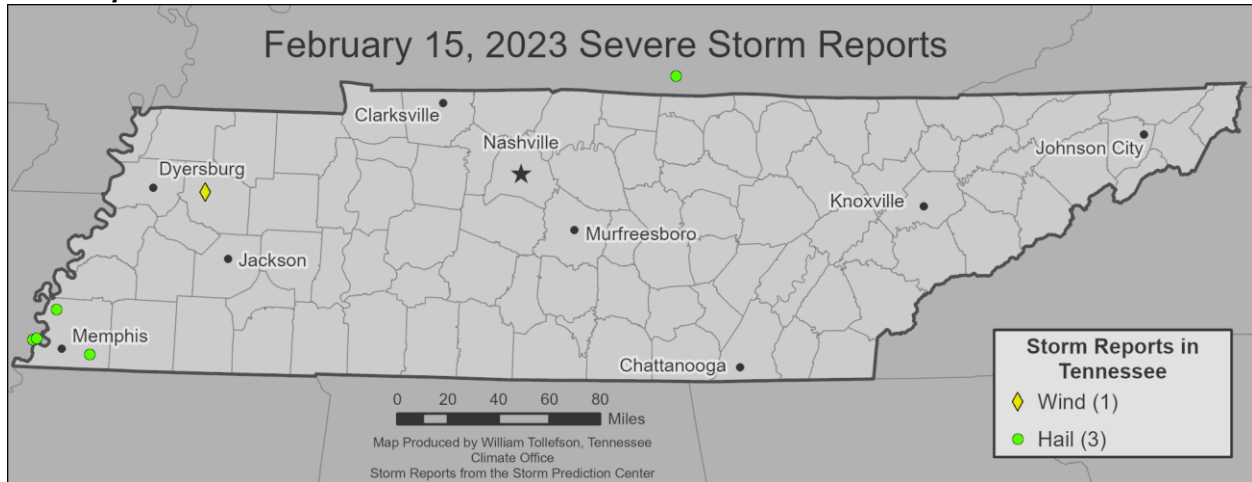 February 15, 2023 Severe Storm Reports
Clarksville
Nashville
Johnson City
Dyersburg
Knoxville
Murfreesboro
Jackson
Memphis
Chattanooga
Storm Reports in
Tennessee
Wind (1)
Hail (3)
0 20 40 60 80
Miles
Map Produced by William Tollefson, Tennessee
Climate Office
Storm Reports from the Storm Prediction Center